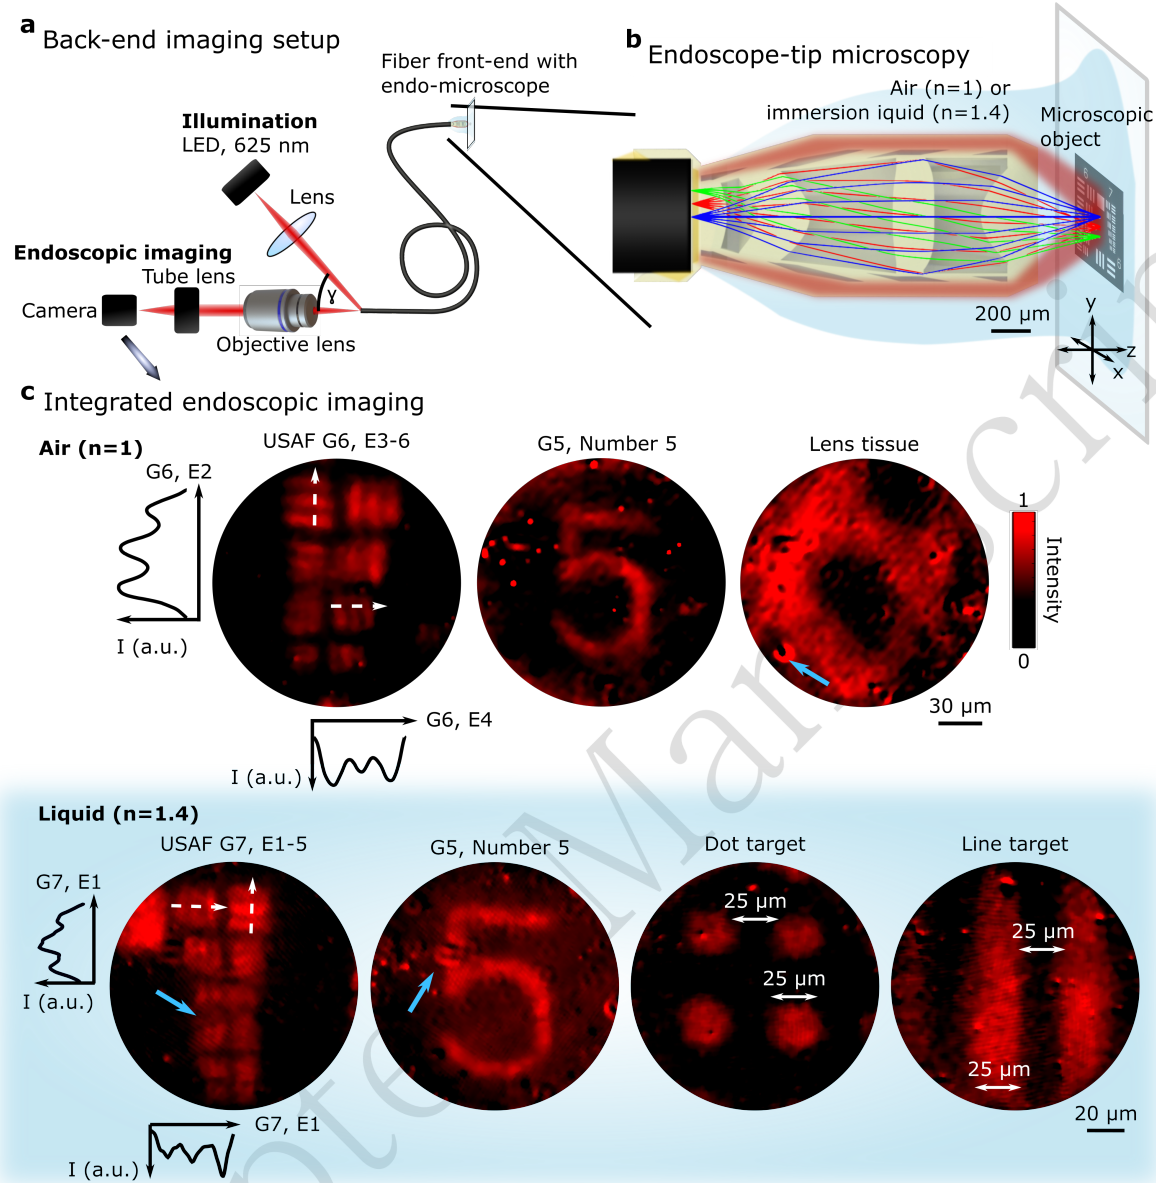 a Back-end imaging setup
Fiber front-end with
endo-microscope
Illumination
LED, 625 nm
Lens
Endoscopic imaging
Tube lens
Camera
γ
Objective lens
b Endoscope-tip microscopy
Air (n=1) or
immersion iquid (n=1.4)
Microscopic
object
6
7
200 µm
y
z
x
c Integrated endoscopic imaging
Air (n=1)
USAF G6, E3-6
G5, Number 5
Lens tissue
G6, E2
I (a.u.)
1
Intensity
0
30 µm
G6, E4
I (a.u.)
Liquid (n=1.4)
USAF G7, E1-5
G5, Number 5
Dot target
Line target
G7, E1
I (a.u.)
25 µm
25 µm
25 µm
25 µm
20 µm
G7, E1
I (a.u.)